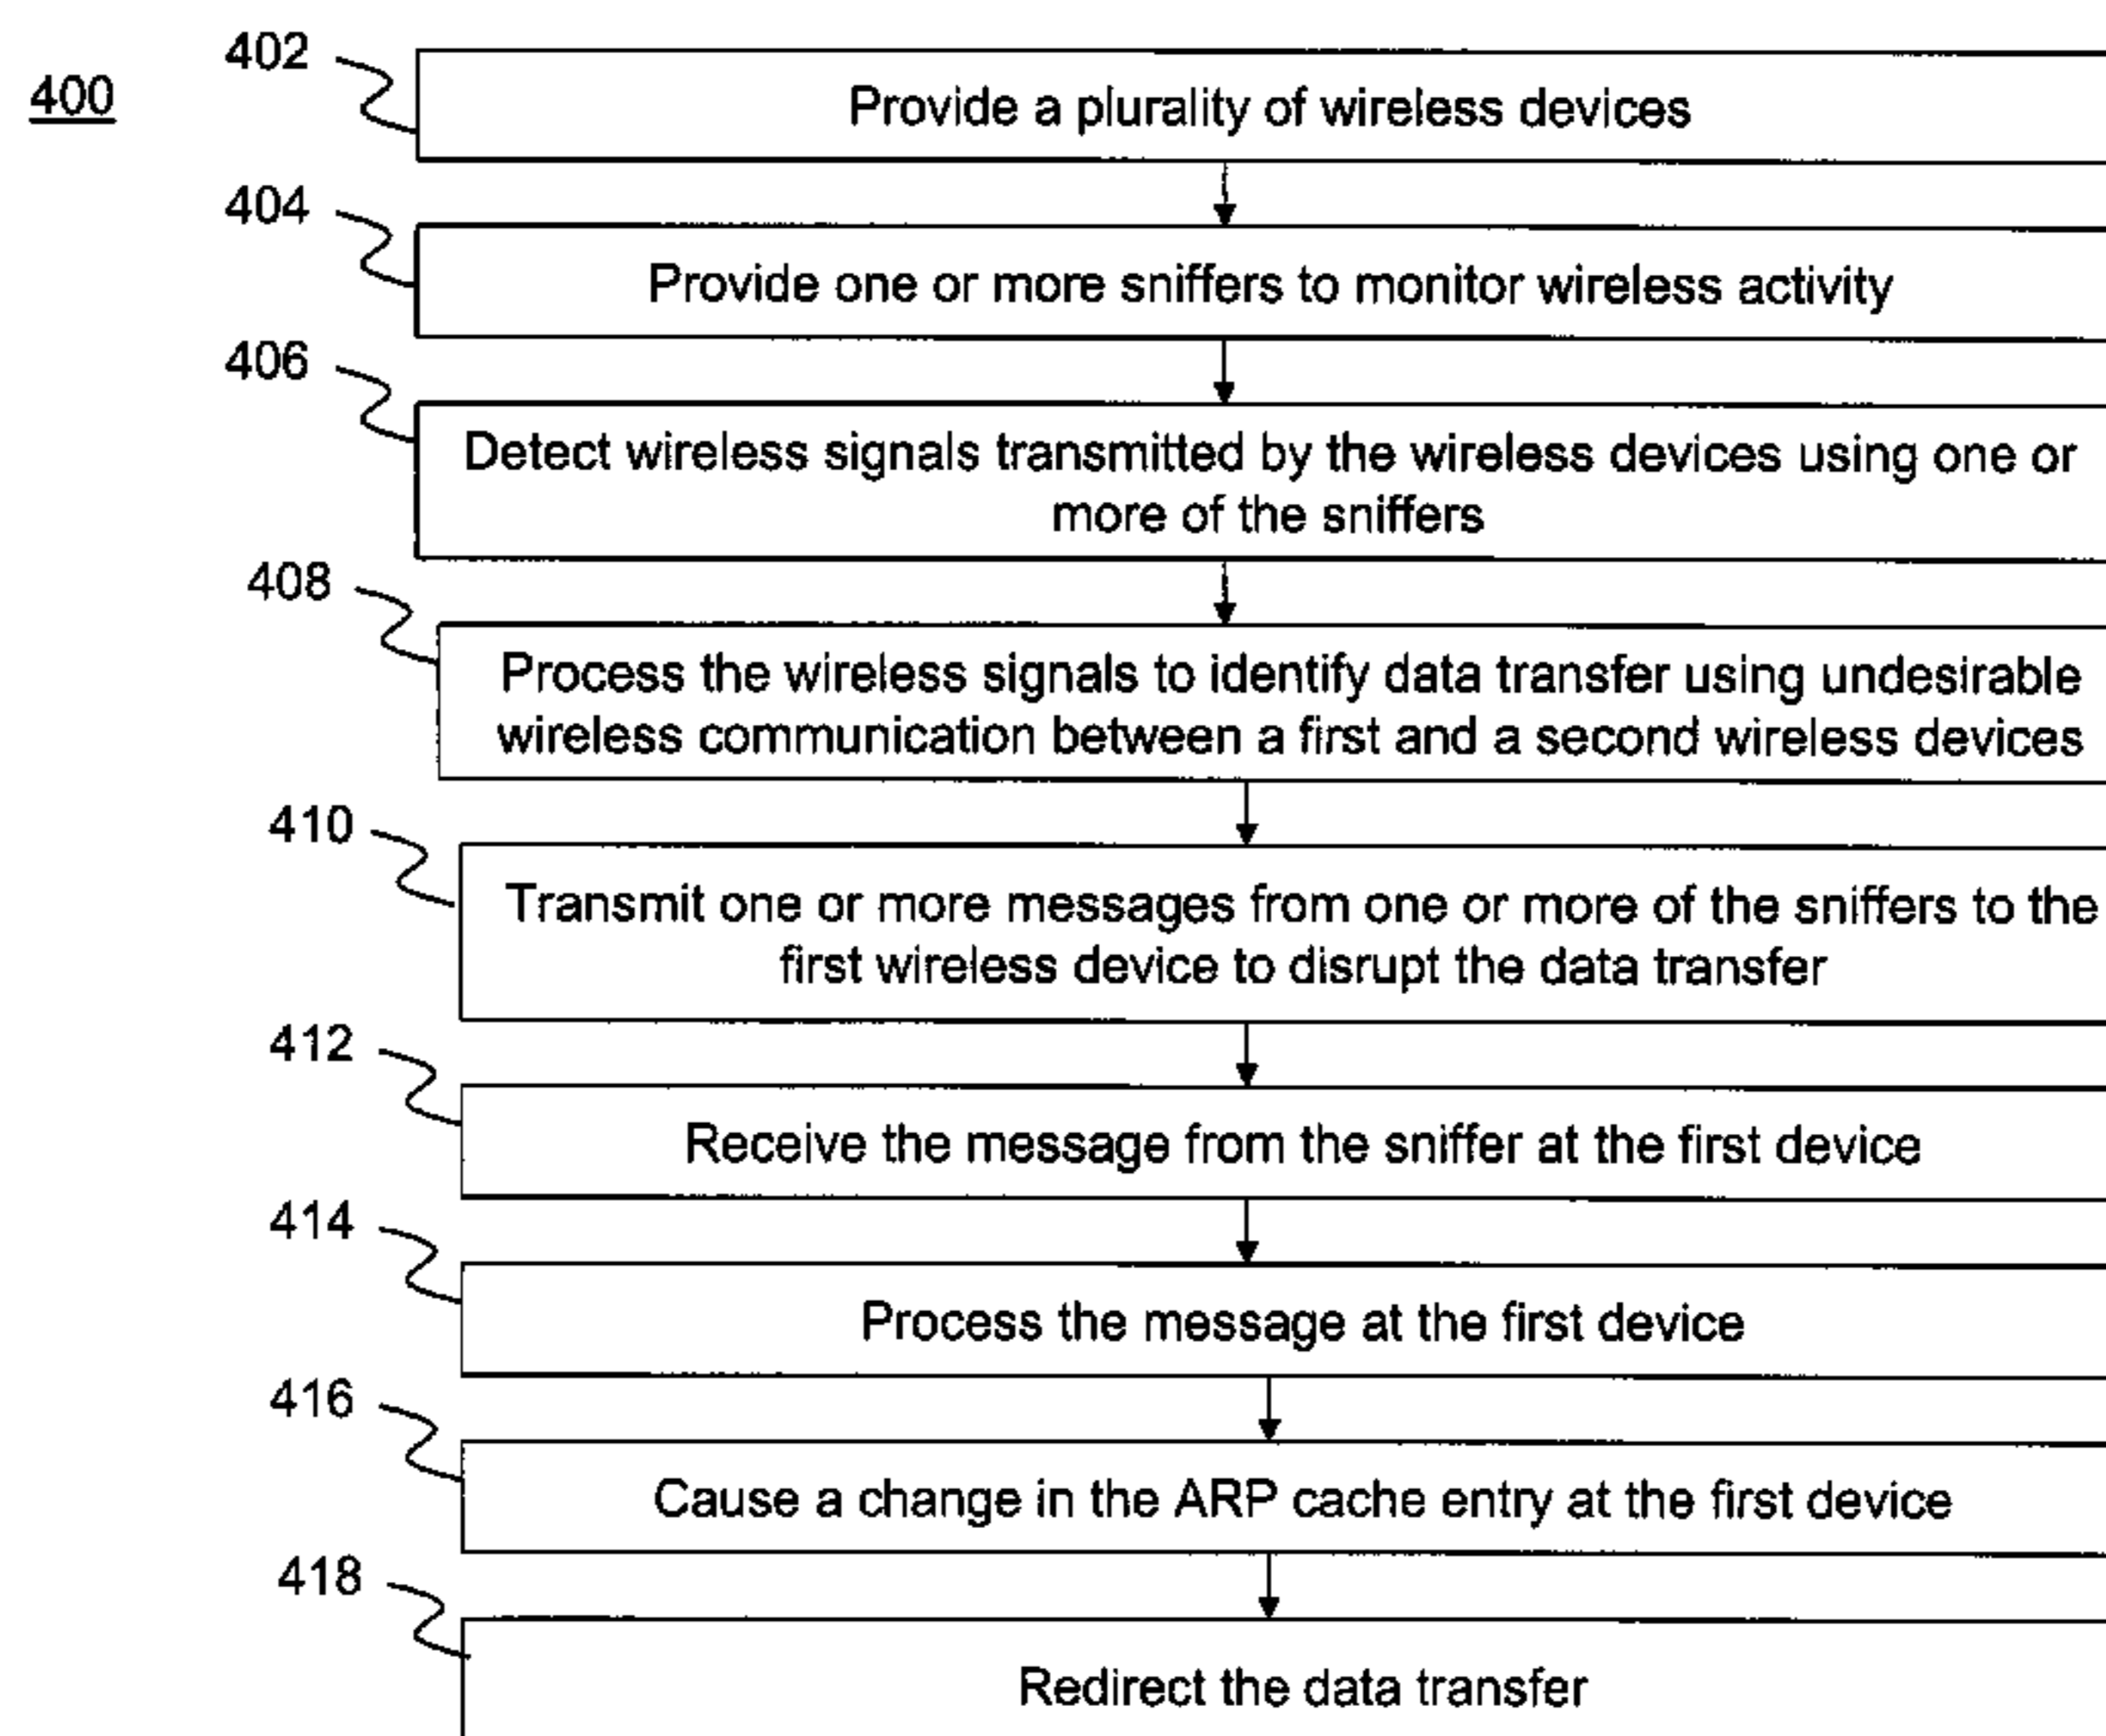 400
402
Provide a plurality of wireless devices
404
Provide one or more sniffers to monitor wireless activity
406
Detect wireless signals transmitted by the wireless devices using one or
more of the sniffers
408
Process the wireless signals to identify data transfer using undesirable
wireless communication between a first and a second wireless devices
410
Transmit one or more messages from one or more of the sniffers to the
first wireless device to disrupt the data transfer
412
Receive the message from the sniffer at the first device
414
Process the message at the first device
416
Cause a change in the ARP cache entry at the first device
418
Redirect the data transfer